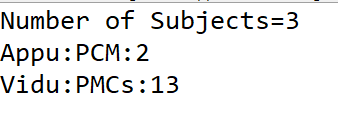 Number of Subjects=3
Appu:PCM:2
Vidu:PMCs:13